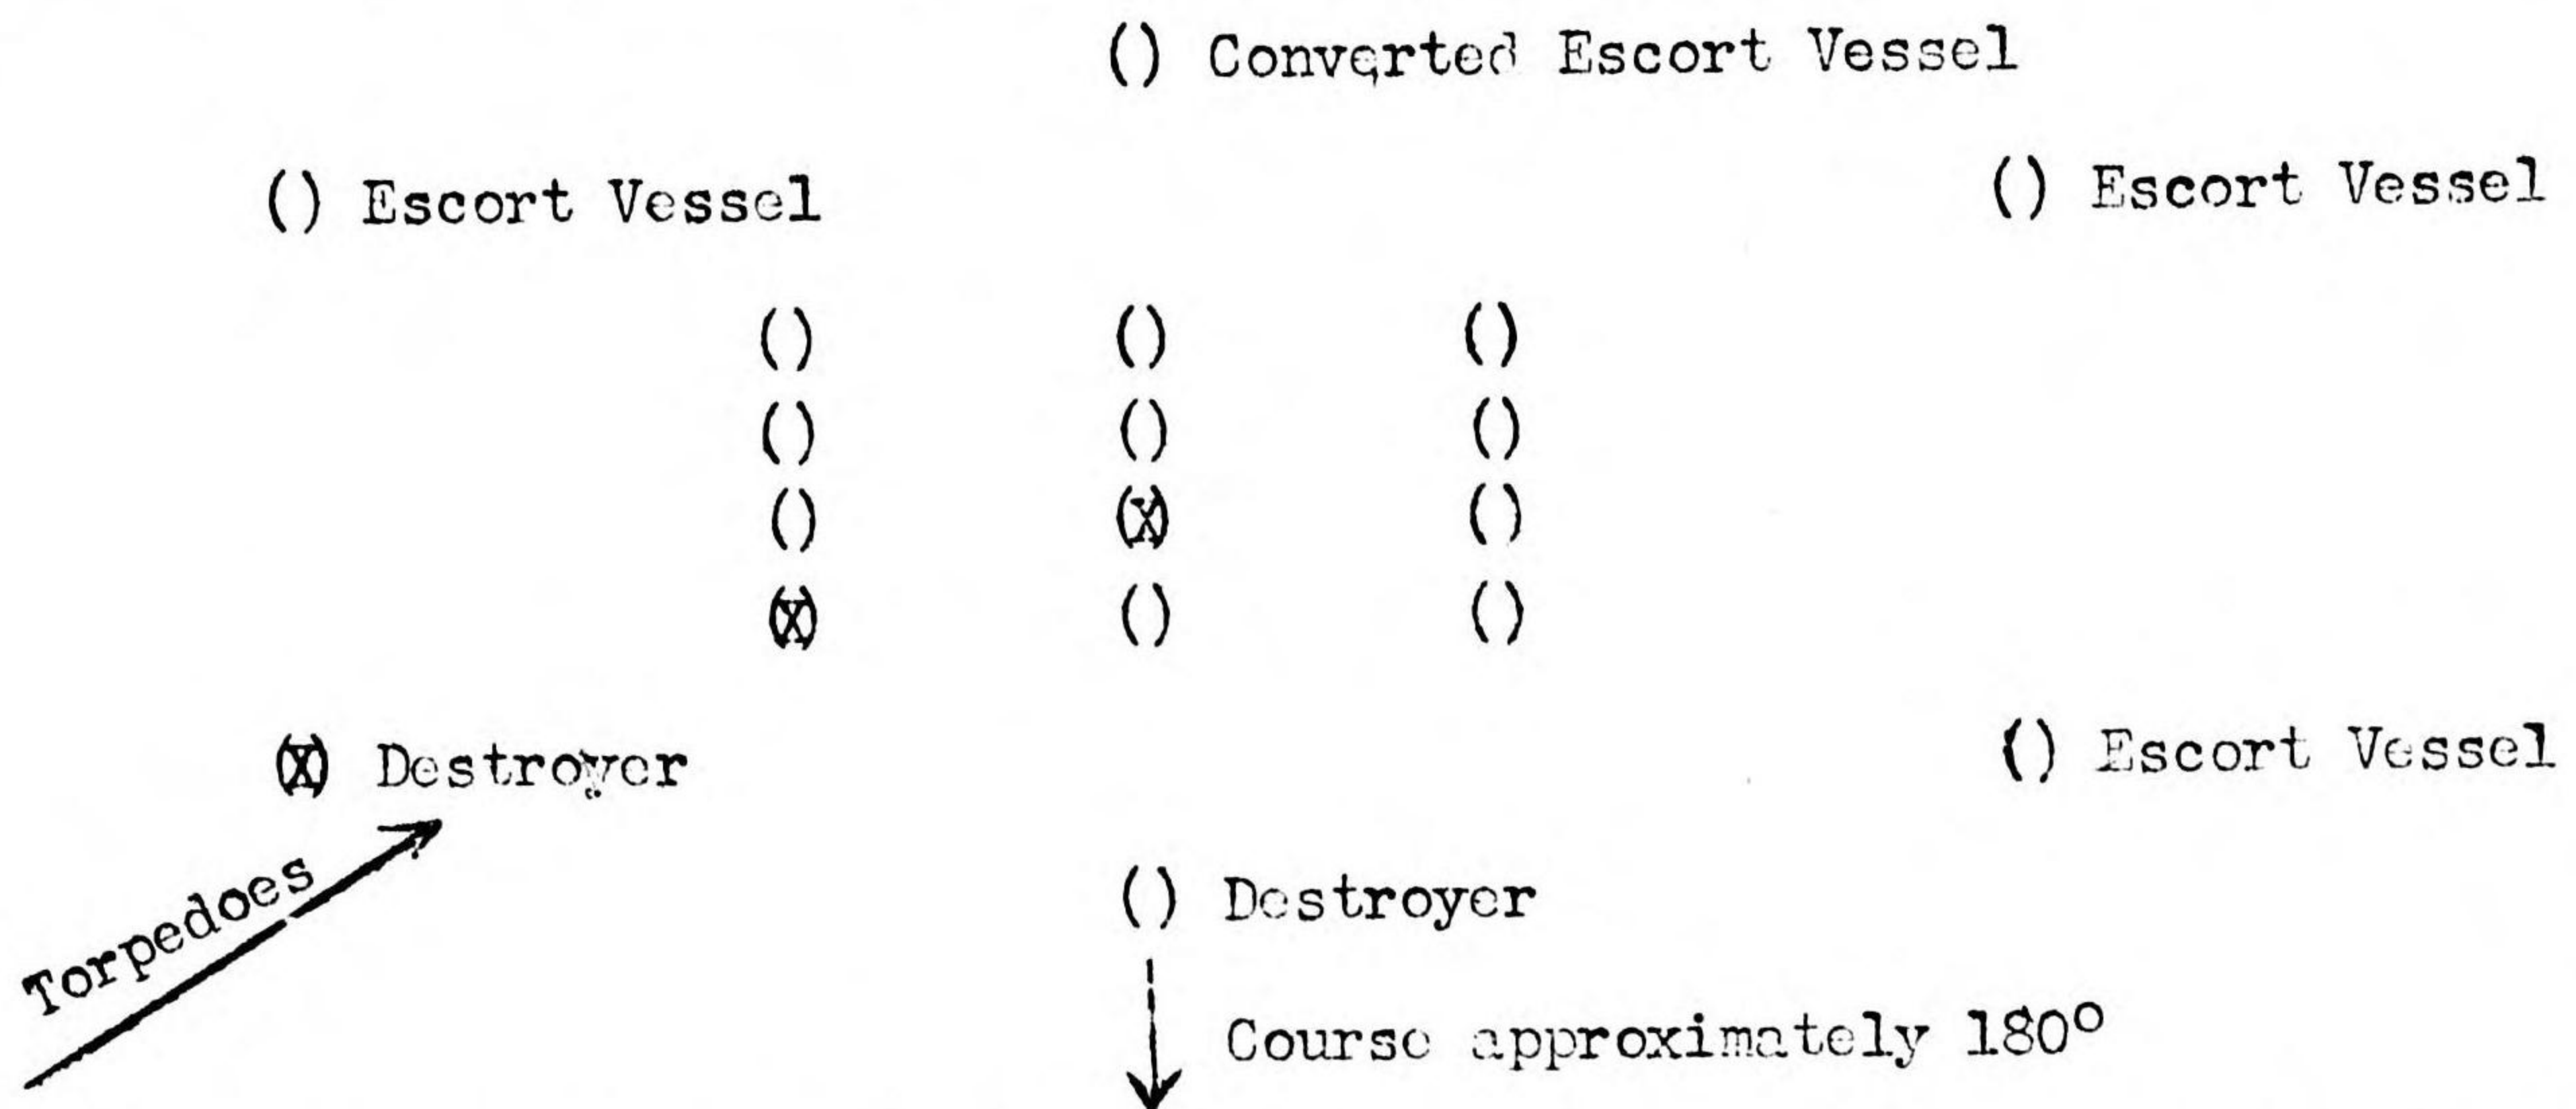 () Converted Escort Vessel
() Escort Vessel () Escort Vessel
() () ()
() () ()
() (X) ()
(X) () ()
(X) Destroyer () Escort Vessel
Torpedoes
() Destroyer
Course approximately 180°